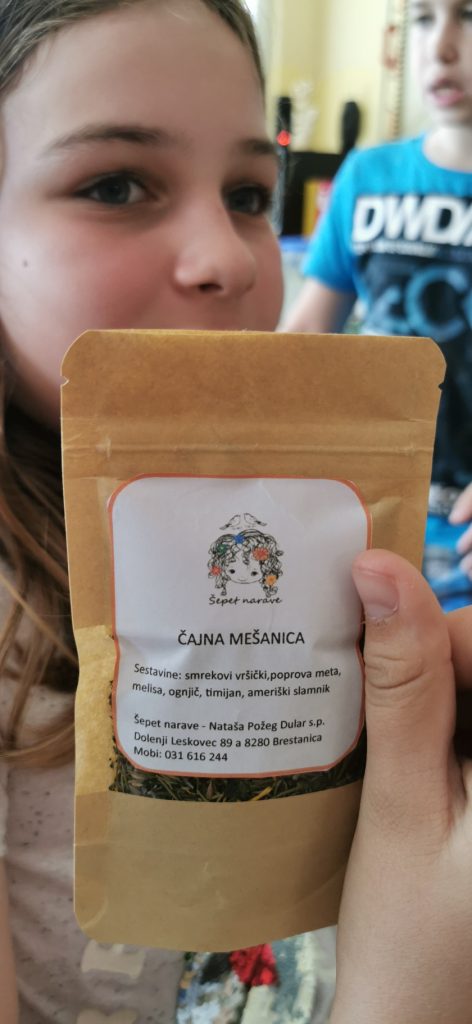 DWDA
Šepet narave
ČAJNA MEŠANICA
Sestavine: smrekovi vršički,poprova meta,
melisa, ognjič, timijan, ameriški slamnik
Šepet narave - Nataša Požeg Dular s.p.
Dolenji Leskovec 89 a 8280 Brestanica
Mobi: 031 616 244